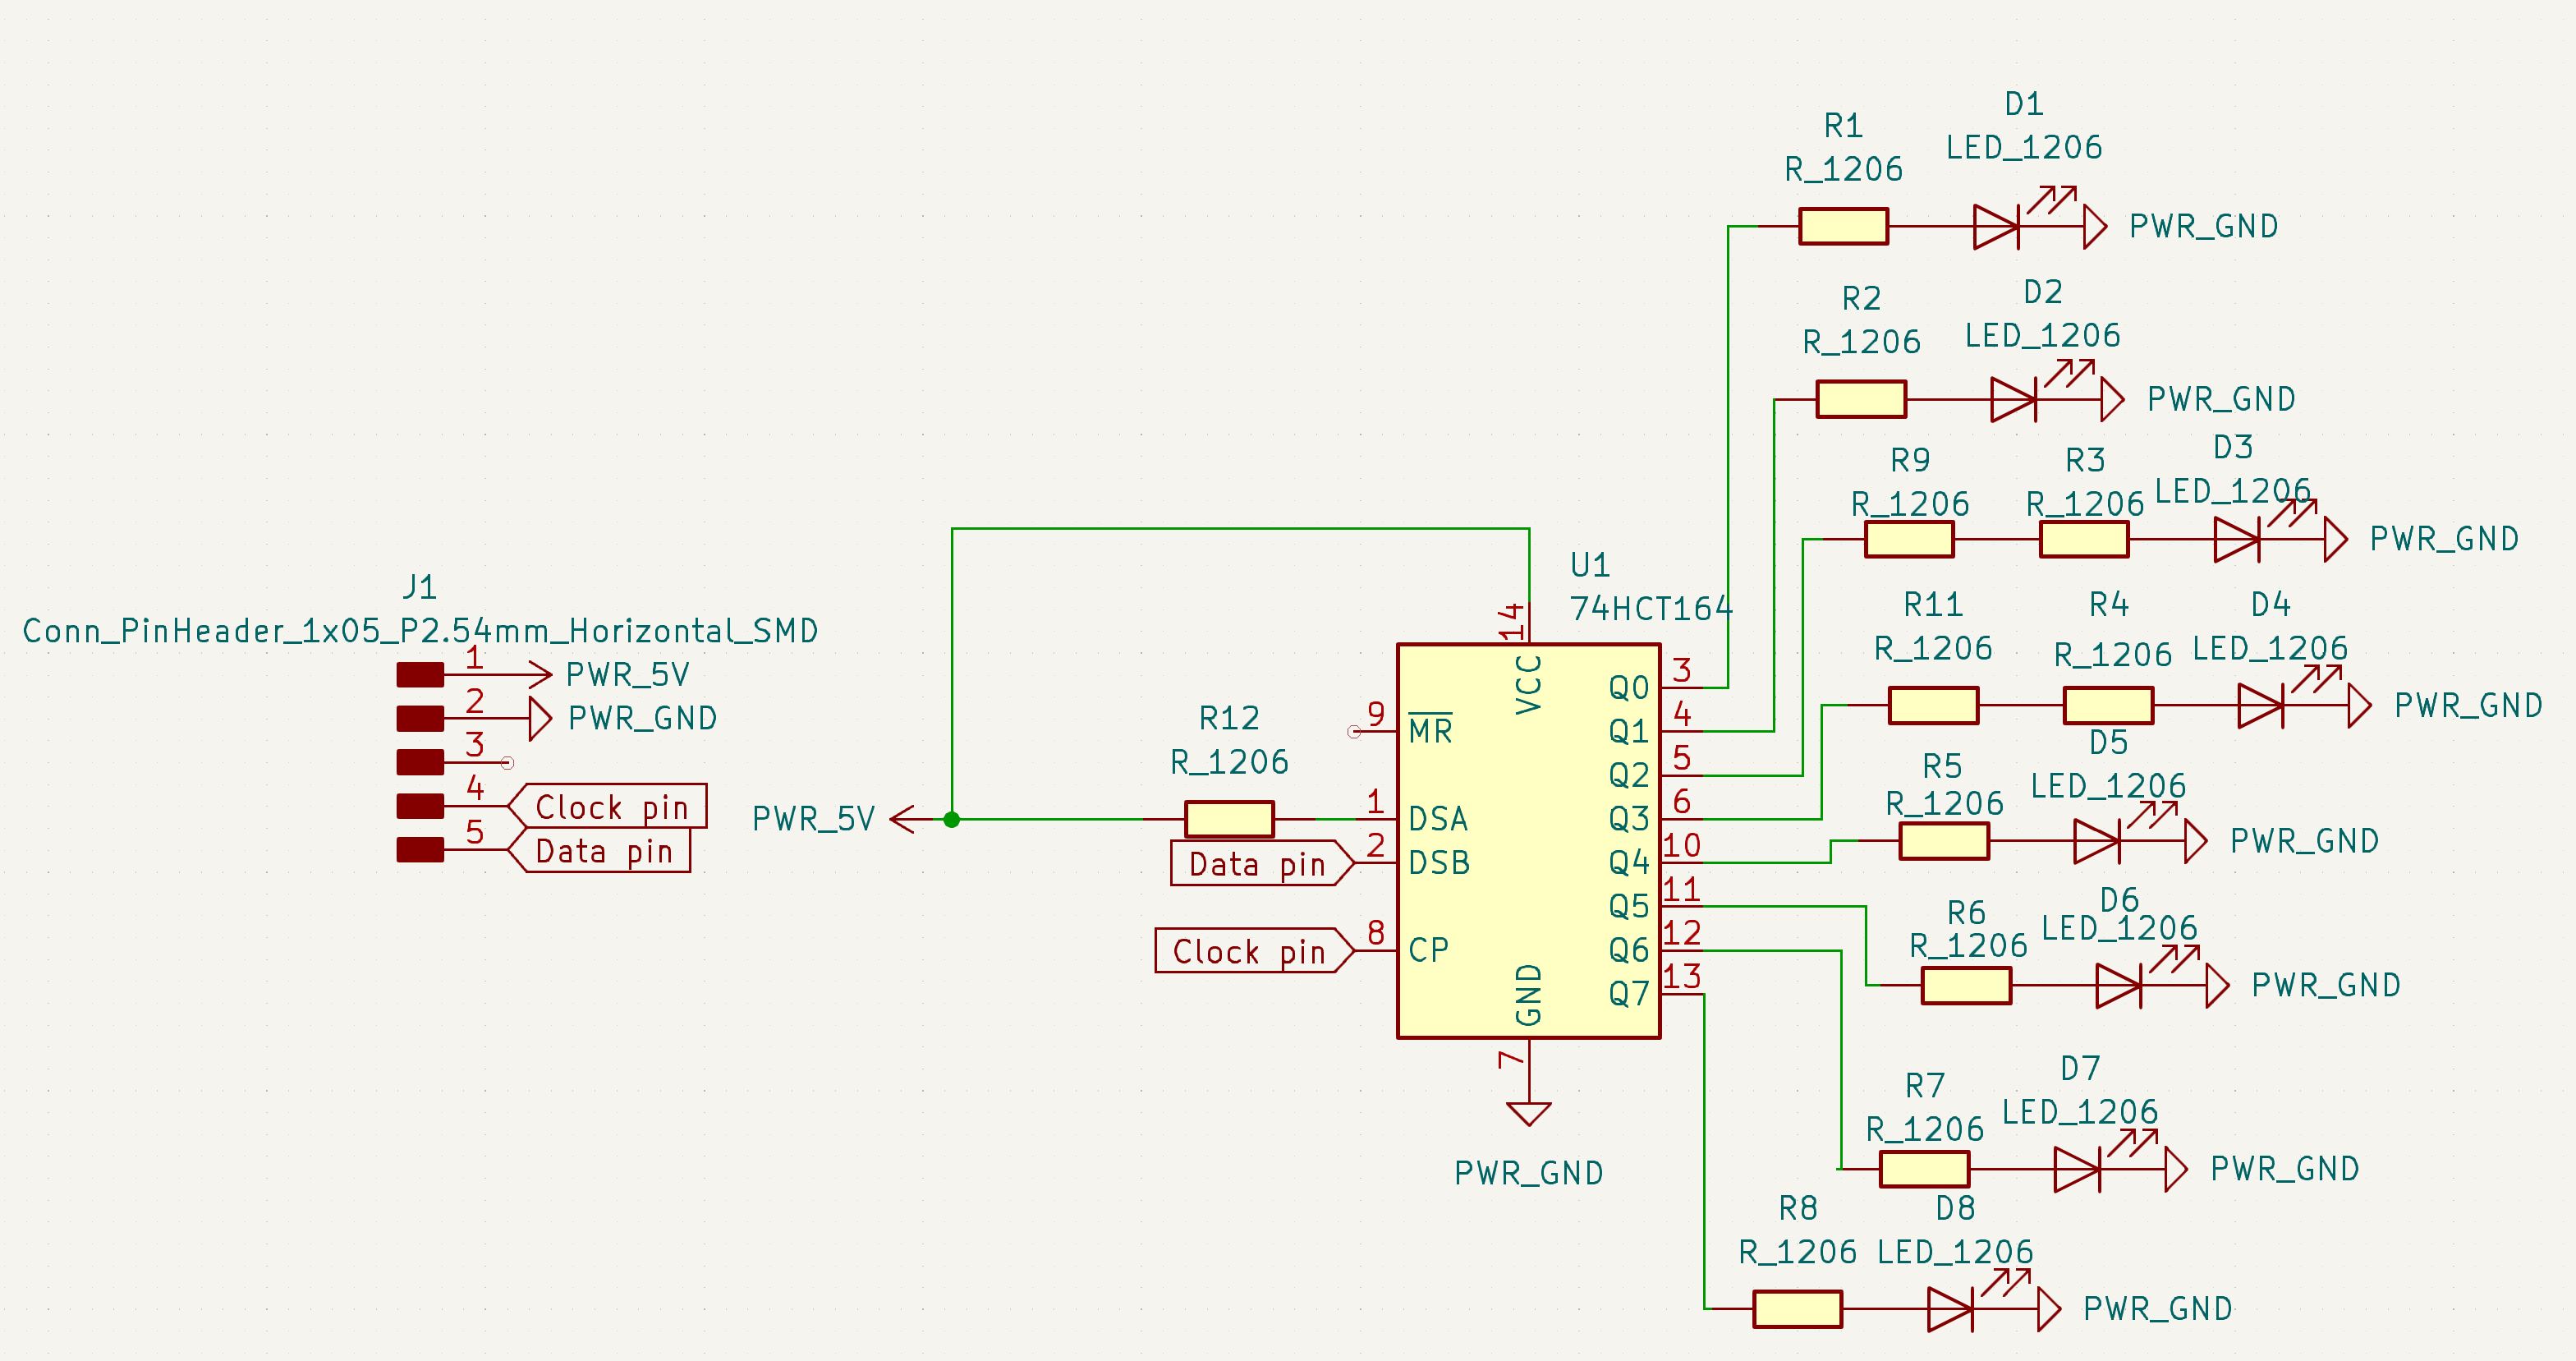 J1
Conn_PinHeader_1x05_P2.54mm_Horizontal_SMD
1
PWR_5V
2
PWR_GND
3
4
Clock pin
5
Data pin
PWR_5V
R12
R_1206
Data pin
Clock pin
U1
74HCT164
14
VCC
9
MR
1
DSA
2
DSB
8
CP
GND
7
PWR_GND
Q0
3
Q1
4
Q2
5
Q3
6
Q4
10
Q5
11
Q6
12
Q7
13
R1
R_1206
D1
LED_1206
PWR_GND
R2
R_1206
D2
LED_1206
PWR_GND
R9
R_1206
R3
R_1206
D3
LED_1206
PWR_GND
R11
R_1206
R4
R_1206
D4
LED_1206
PWR_GND
R5
R_1206
D5
LED_1206
PWR_GND
R6
R_1206
D6
LED_1206
PWR_GND
R7
R_1206
D7
LED_1206
PWR_GND
R8
R_1206
D8
LED_1206
PWR_GND